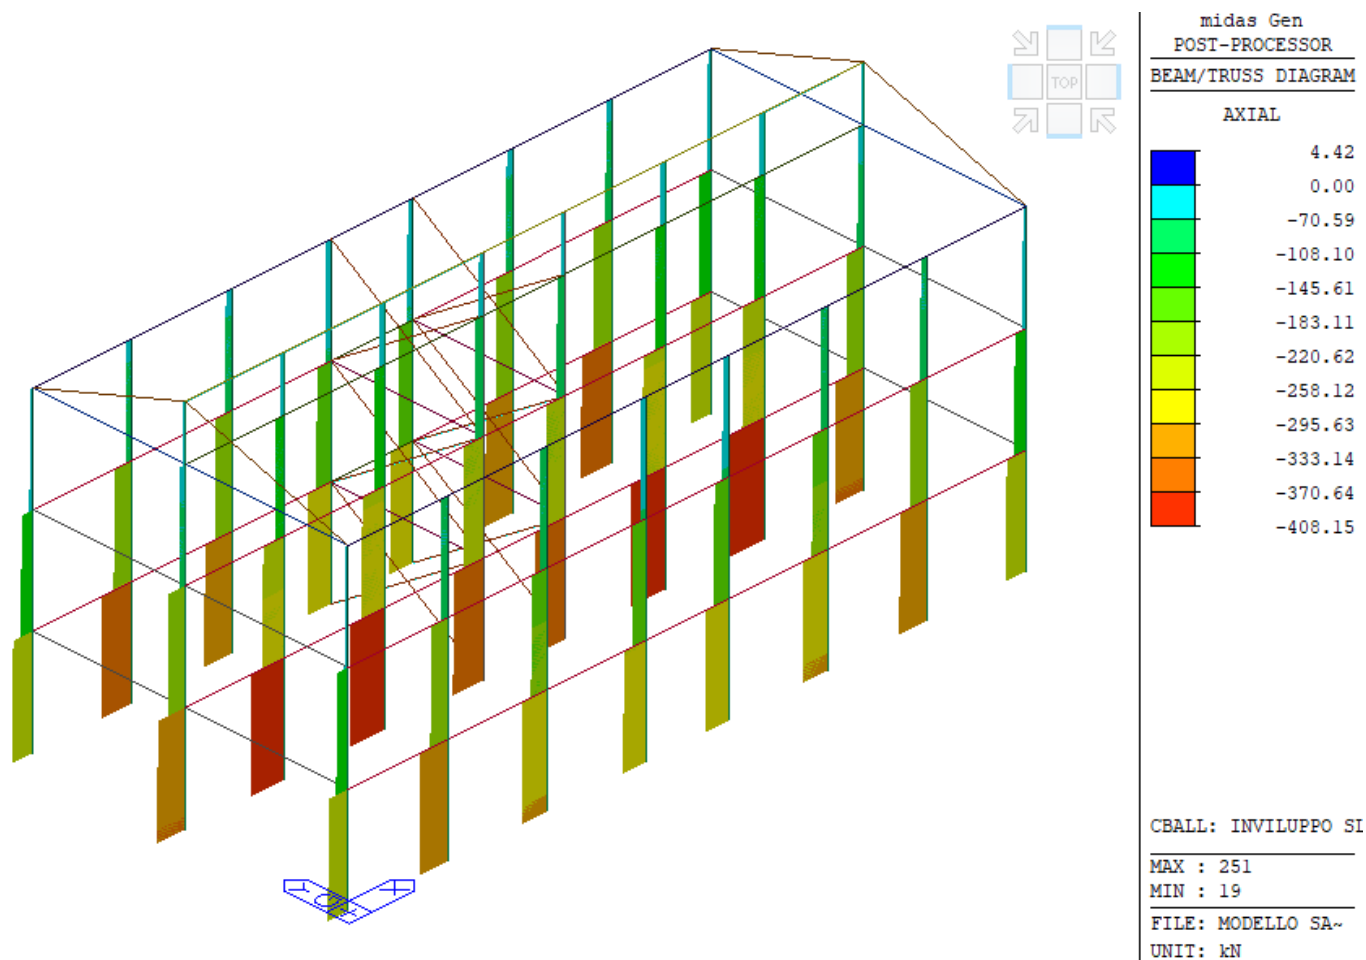 midas Gen
POST-PROCESSOR
BEAM/TRUSS DIAGRAM
AXIAL
4.42
0.00
-70.59
-108.10
-145.61
-183.11
-220.62
-258.12
-295.63
-333.14
-370.64
-408.15
CBALL: INVILUPPO SL
MAX : 251
MIN : 19
FILE: MODELLO SA~
UNIT: kN
TOP